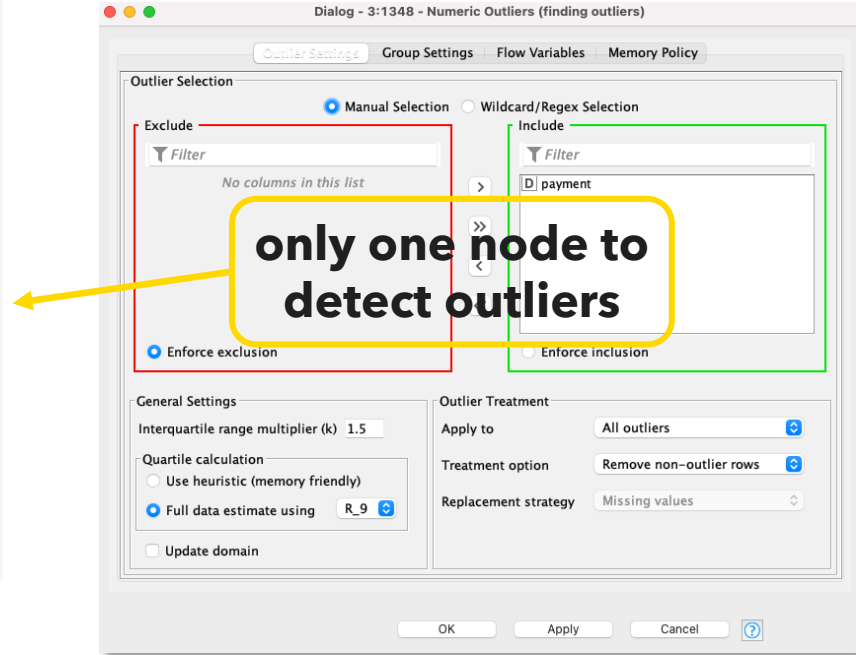 Dialog - 3:1348 - Numeric Outliers (finding outliers)
Outlier Settings Group Settings Flow Variables Memory Policy
Outlier Selection
Manual Selection Wildcard/Regex Selection
Exclude
Filter
No columns in this list
>
>>
<
Include
Filter
D payment
only one node to
detect outliers
Enforce exclusion
Enforce inclusion
General Settings
Interquartile range multiplier (k) 1.5
Quartile calculation
Use heuristic (memory friendly)
Full data estimate using R_9
Update domain
Outlier Treatment
Apply to All outliers
Treatment option Remove non-outlier rows
Replacement strategy Missing values
OK Apply Cancel ?